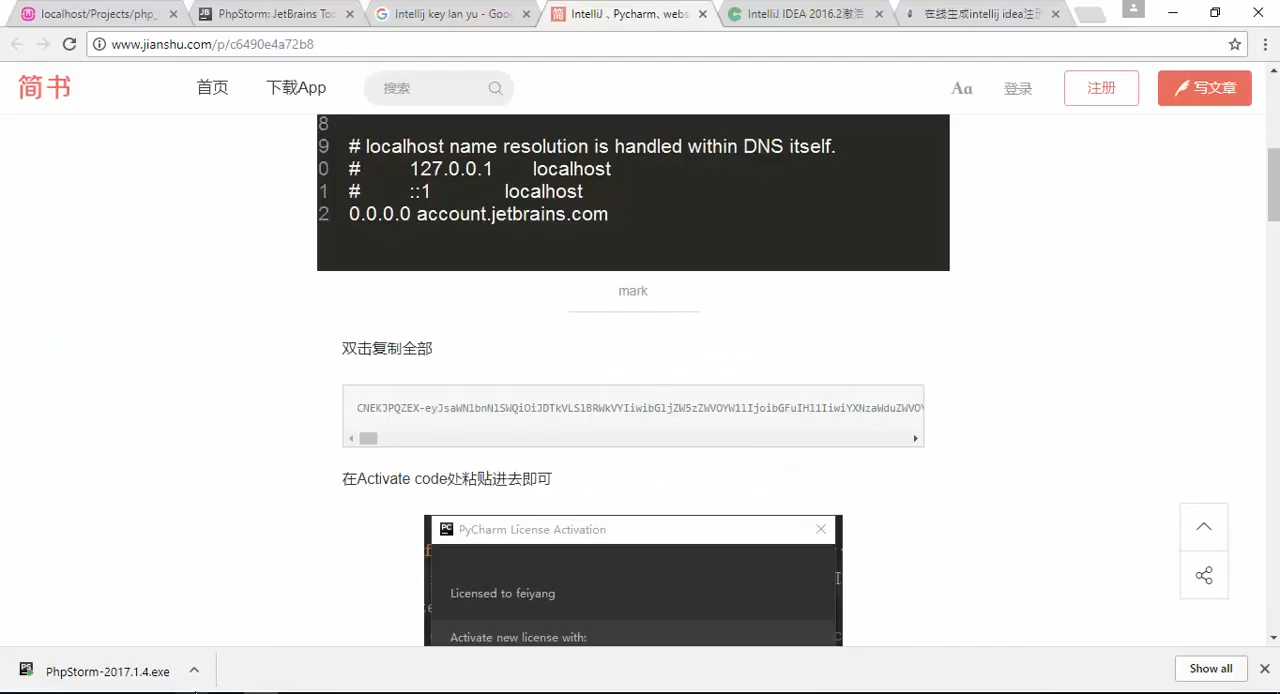 localhost/Projects/php_
PhpStorm: JetBrains Too
Intellij key lan yu - Goo
IntelliJ 、Pycharm、webs
IntelliJ IDEA 2016.2激活
在线生成intellij idea注册
www.jianshu.com/p/c6490e4a72b8
简书
首页
下载App
搜索
Aa
登录
注册
写文章
8
9 # localhost name resolution is handled within DNS itself.
0 # 127.0.0.1 localhost
1 # ::1 localhost
2 0.0.0.0 account.jetbrains.com
mark
双击复制全部
在Activate code处粘贴进去即可
PC PyCharm License Activation
Licensed to feiyang
Activate new license with:
PS PhpStorm-2017.1.4.exe
Show all